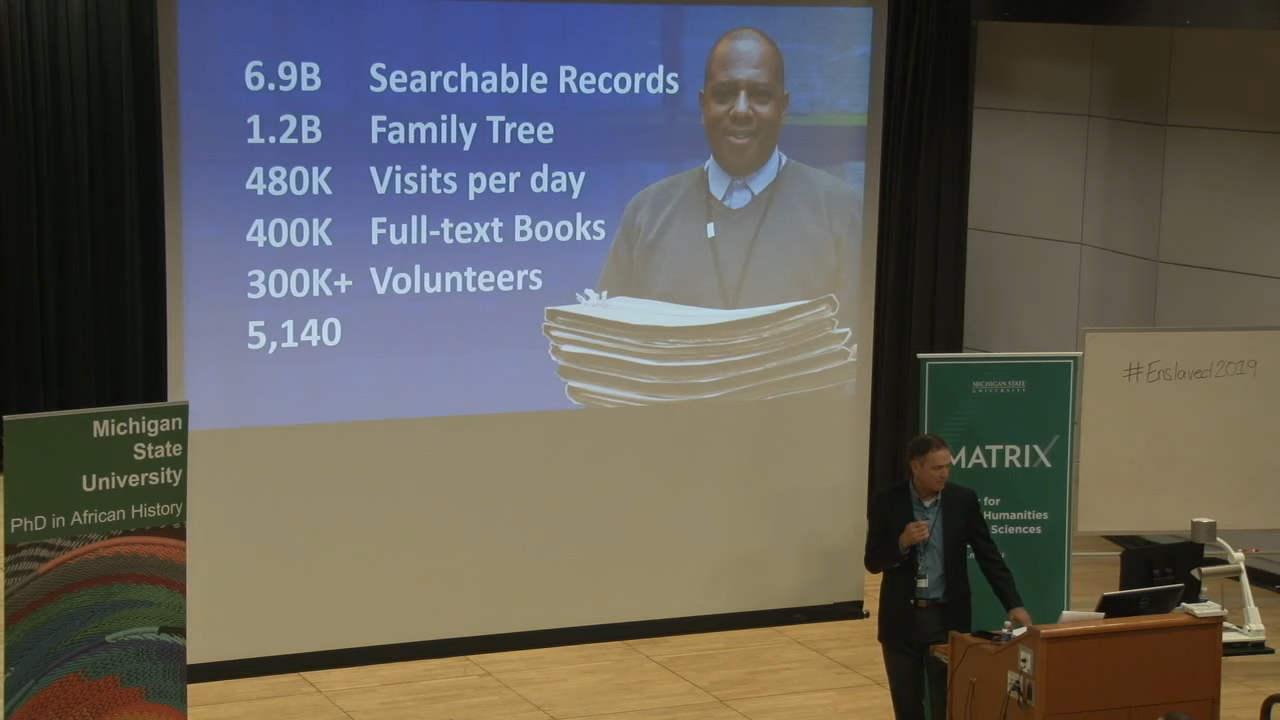 6.9B Searchable Records
1.2B Family Tree
480K Visits per day
400K Full-text Books
300K+ Volunteers
5,140
Michigan
State
University
PhD in African History
MICHIGAN STATE
UNIVERSITY
MATRIX
for
Humanities
Sciences
#Enslaved2019